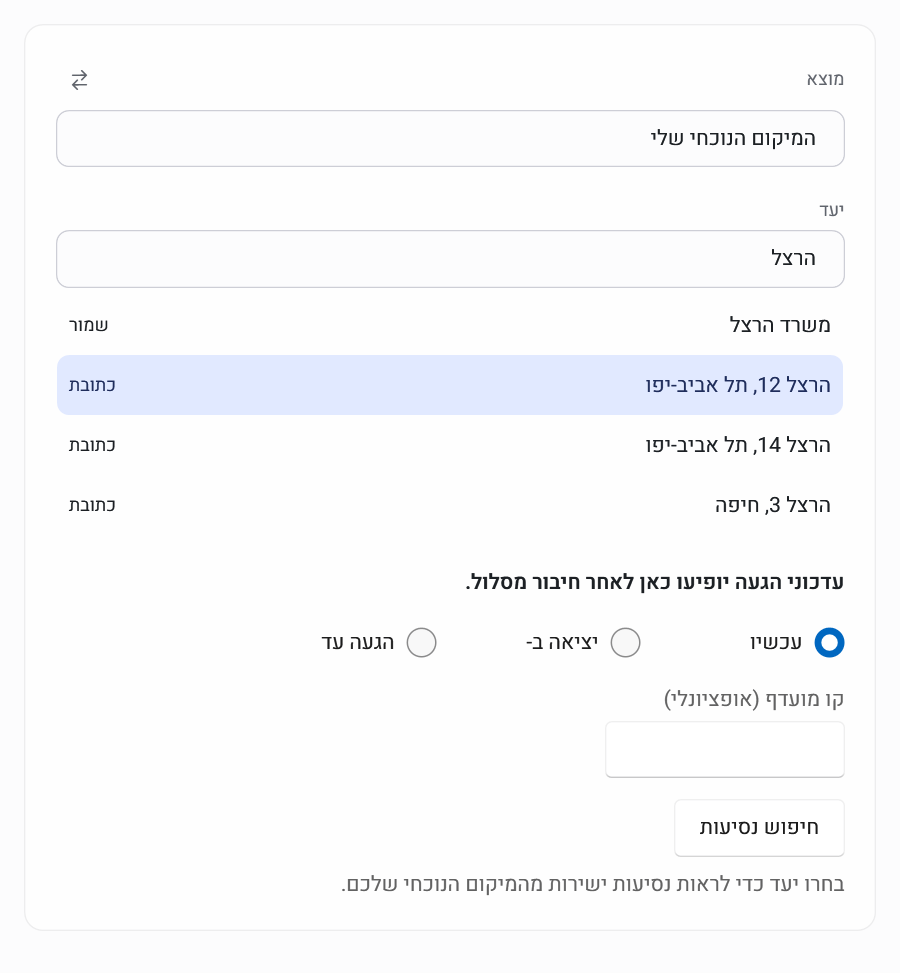 מוצא
המיקום הנוכחי שלי
יעד
הרצל
משרד הרצל שמור
הרצל 12, תל אביב-יפו כתובת
הרצל 14, תל אביב-יפו כתובת
הרצל 3, חיפה כתובת
עדכוני הגעה יופיעו כאן לאחר חיבור מסלול.
עכשיו יציאה ב- הגעה עד
קו מועדף (אופציונלי)
חיפוש נסיעות
בחרו יעד כדי לראות נסיעות ישירות מהמיקום הנוכחי שלכם.